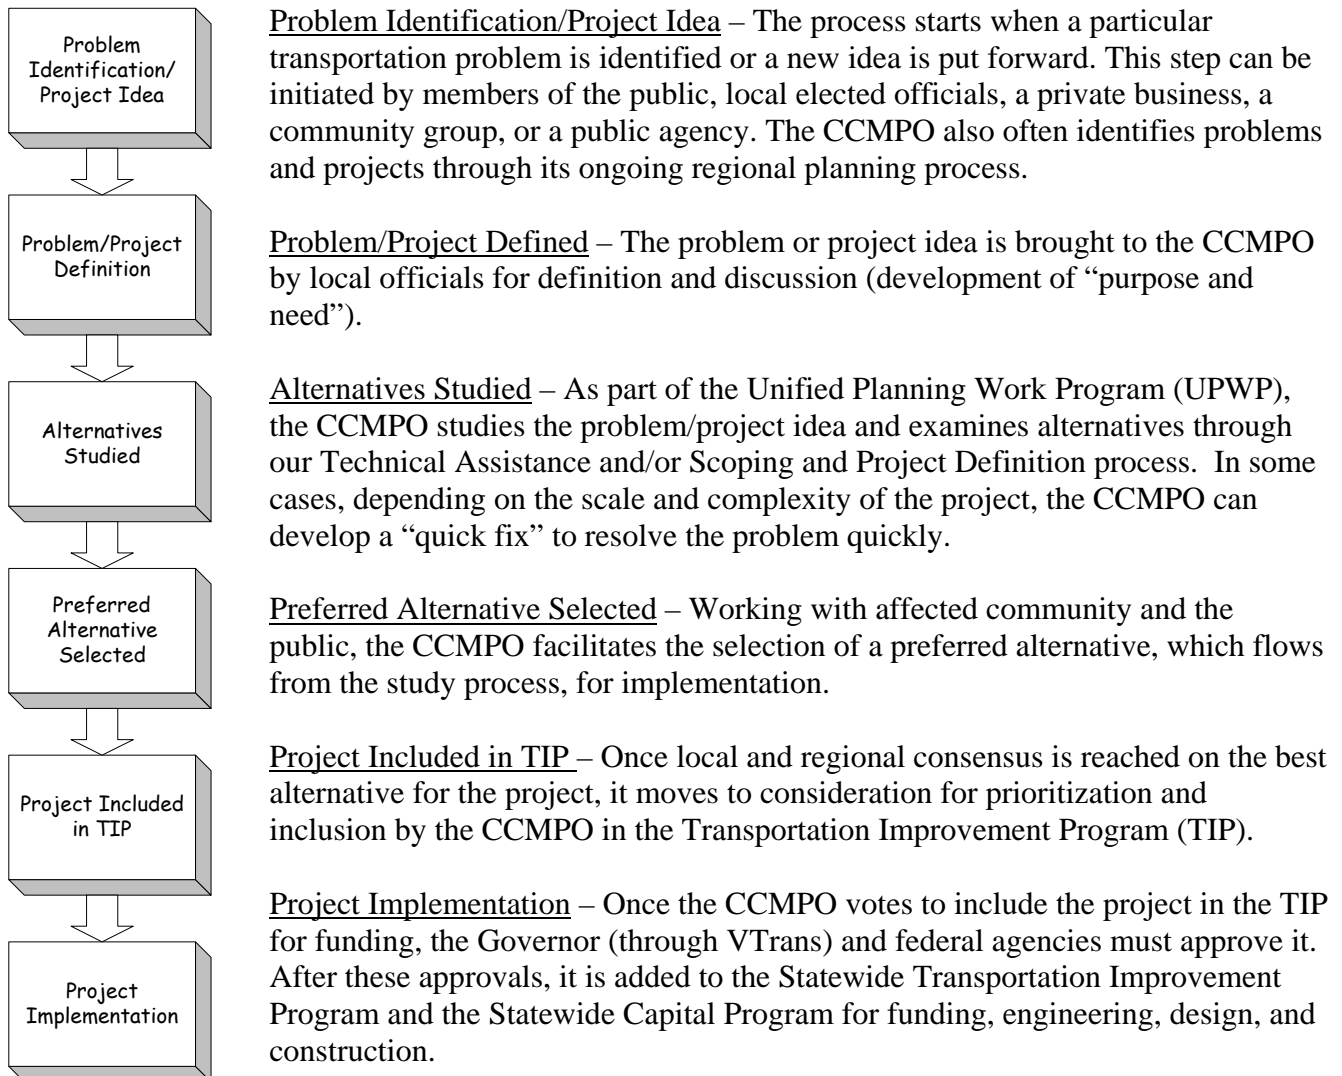 Problem
Identification/
Project Idea
Problem Identification/Project Idea – The process starts when a particular
transportation problem is identified or a new idea is put forward. This step can be
initiated by members of the public, local elected officials, a private business, a
community group, or a public agency. The CCMPO also often identifies problems
and projects through its ongoing regional planning process.
Problem/Project
Definition
Problem/Project Defined – The problem or project idea is brought to the CCMPO
by local officials for definition and discussion (development of “purpose and
need”).
Alternatives
Studied
Alternatives Studied – As part of the Unified Planning Work Program (UPWP),
the CCMPO studies the problem/project idea and examines alternatives through
our Technical Assistance and/or Scoping and Project Definition process.  In some
cases, depending on the scale and complexity of the project, the CCMPO can
develop a “quick fix” to resolve the problem quickly.
Preferred
Alternative
Selected
Preferred Alternative Selected – Working with affected community and the
public, the CCMPO facilitates the selection of a preferred alternative, which flows
from the study process, for implementation.
Project Included
in TIP
Project Included in TIP – Once local and regional consensus is reached on the best
alternative for the project, it moves to consideration for prioritization and
inclusion by the CCMPO in the Transportation Improvement Program (TIP).
Project
Implementation
Project Implementation – Once the CCMPO votes to include the project in the TIP
for funding, the Governor (through VTrans) and federal agencies must approve it.
After these approvals, it is added to the Statewide Transportation Improvement
Program and the Statewide Capital Program for funding, engineering, design, and
construction.